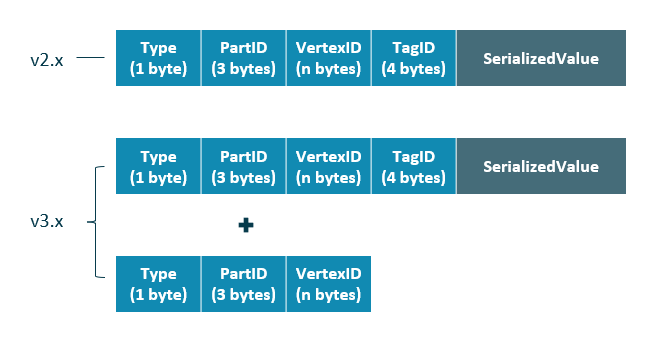 v2.x
Type PartID VertexID TagID SerializedValue
(1 byte) (3 bytes) (n bytes) (4 bytes)
v3.x
Type PartID VertexID TagID SerializedValue
(1 byte) (3 bytes) (n bytes) (4 bytes)
+
Type PartID VertexID
(1 byte) (3 bytes) (n bytes)